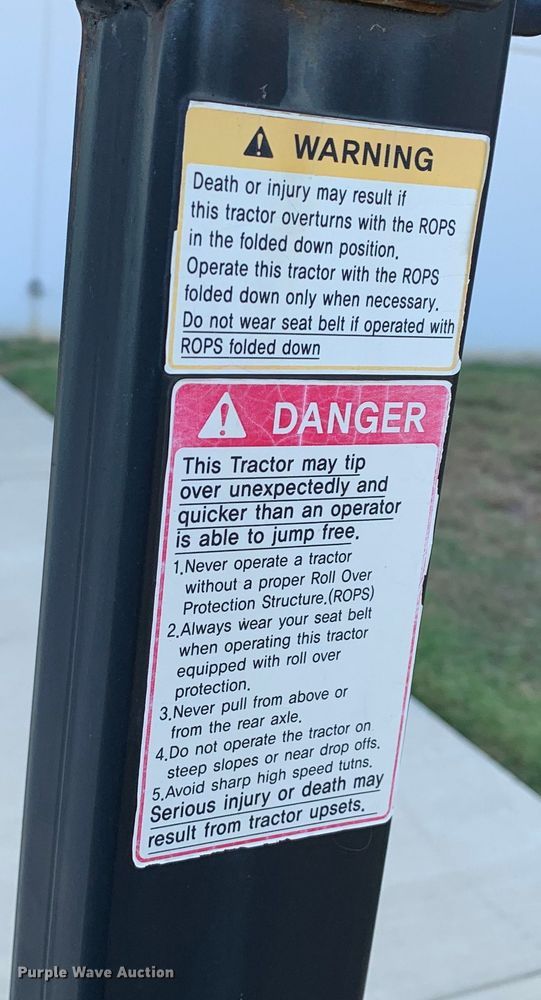 WARNING
Death or injury may result if
this tractor overturns with the ROPS
in the folded down position.
Operate this tractor with the ROPS
folded down only when necessary.
Do not wear seat belt if operated with
ROPS folded down
DANGER
This Tractor may tip
over unexpectedly and
quicker than an operator
is able to jump free.
1.Never operate a tractor
without a proper Roll Over
Protection Structure.(ROPS)
2.Always wear your seat belt
when operating this tractor
equipped with roll over
protection.
3.Never pull from above or
from the rear axle.
4.Do not operate the tractor on
steep slopes or near drop offs.
5.Avoid sharp high speed tutns.
Serious injury or death may
result from tractor upsets.
Purple Wave Auction